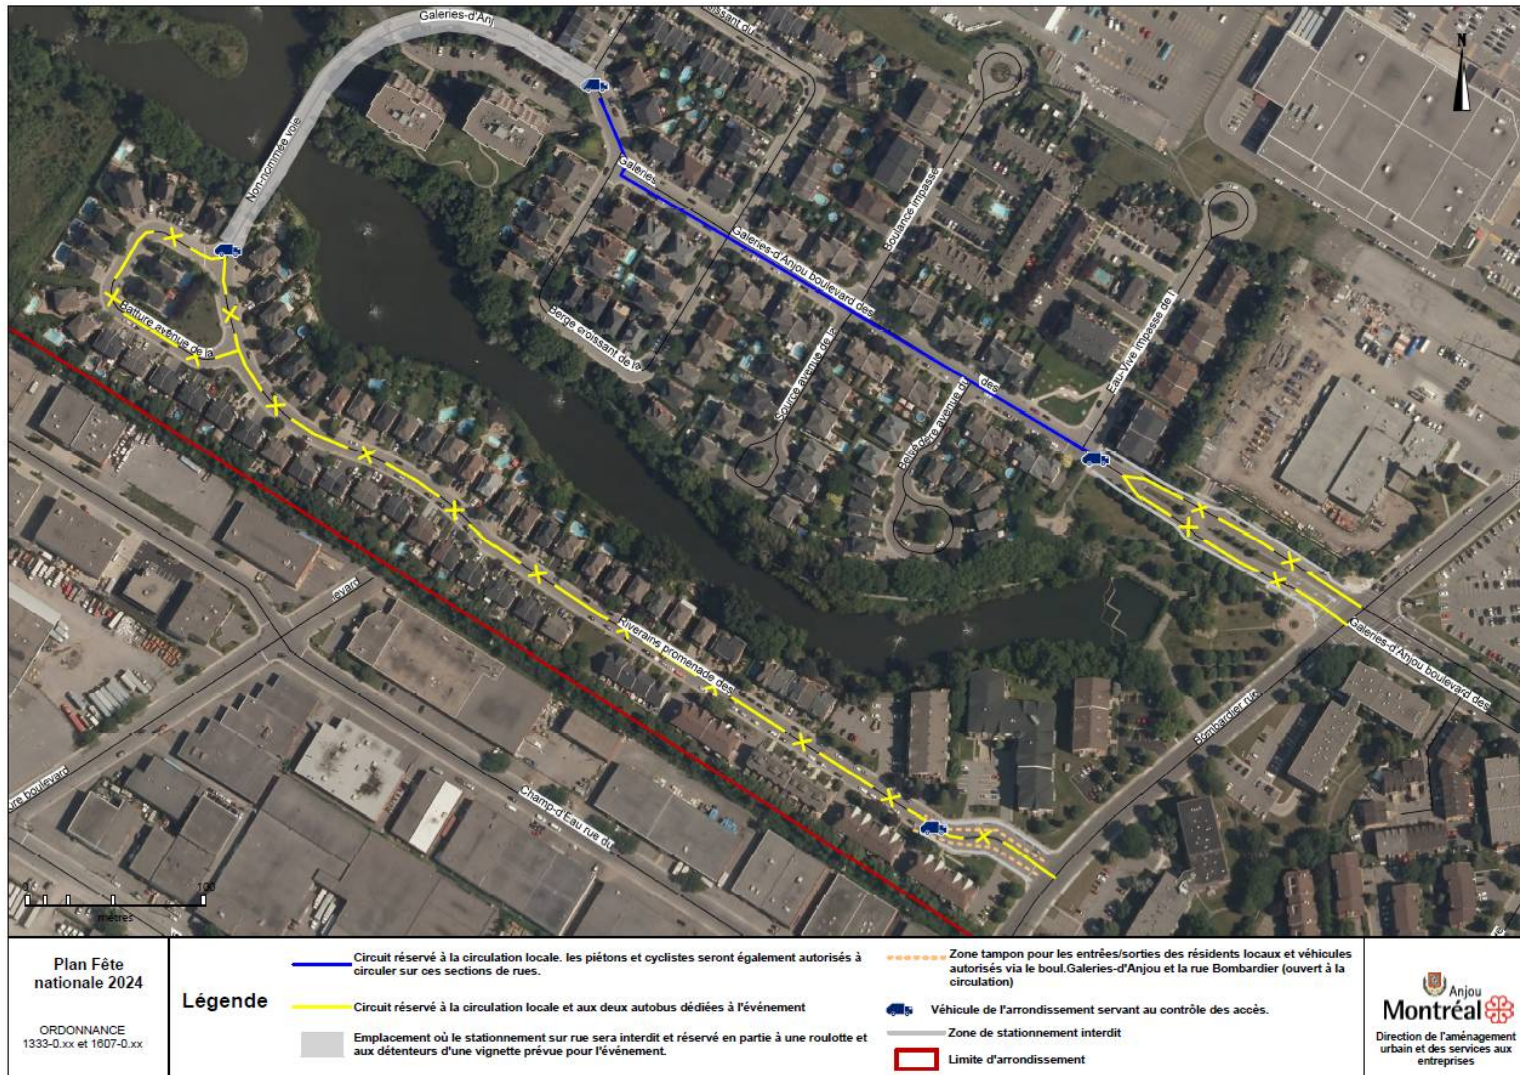 Galeries-d'Anj
issant du
N
Non-nommée voie
Galeries
Boulance impasse
Galeries-d'Anjou boulevard des
Batture avenue de la
Berge croissant de la
Source avenue de la
Eau-Vive impasse de l'
Belvédère avenue du
des
levard
Riverains promenade des
Galeries-d'Anjou boulevard des
Bombardier rue
re boulevard
Champ-d'Eau rue du
0 100
mètres
Plan Fête
nationale 2024
ORDONNANCE
1333-0.xx et 1607-0.xx
Légende
Circuit réservé à la circulation locale. les piétons et cyclistes seront également autorisés à
circuler sur ces sections de rues.
Circuit réservé à la circulation locale et aux deux autobus dédiées à l'événement
Emplacement où le stationnement sur rue sera interdit et réservé en partie à une roulotte et
aux détenteurs d'une vignette prévue pour l'événement.
Zone tampon pour les entrées/sorties des résidents locaux et véhicules
autorisés via le boul.Galeries-d'Anjou et la rue Bombardier (ouvert à la
circulation)
Véhicule de l'arrondissement servant au contrôle des accès.
Zone de stationnement interdit
Limite d'arrondissement
Anjou
Montréal
Direction de l'aménagement
urbain et des services aux
entreprises